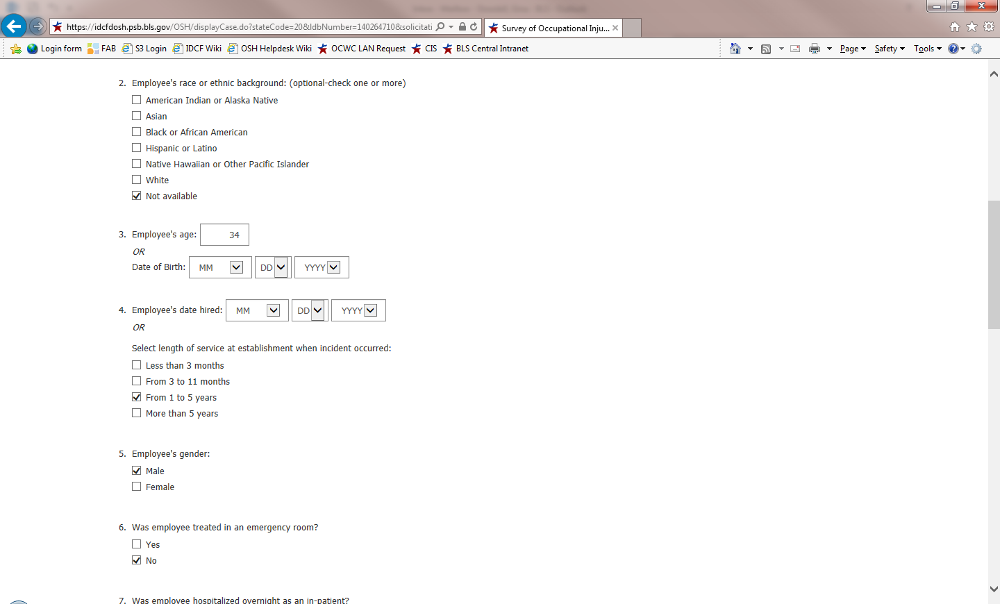 https://idcfdosh.psb.bls.gov/OSH/displayCase.do?stateCode=20&ldbNumber=140264710&solicitati
Survey of Occupational Inju...
Login form FAB S3 Login IDCF Wiki OSH Helpdesk Wiki OCWC LAN Request CIS BLS Central Intranet
Page Safety Tools
2. Employee's race or ethnic background: (optional-check one or more)
American Indian or Alaska Native
Asian
Black or African American
Hispanic or Latino
Native Hawaiian or Other Pacific Islander
White
Not available
3. Employee's age: 34
OR
Date of Birth: MM DD YYYY
4. Employee's date hired: MM DD YYYY
OR
Select length of service at establishment when incident occurred:
Less than 3 months
From 3 to 11 months
From 1 to 5 years
More than 5 years
5. Employee's gender:
Male
Female
6. Was employee treated in an emergency room?
Yes
No
7. Was employee hospitalized overnight as an in-patient?